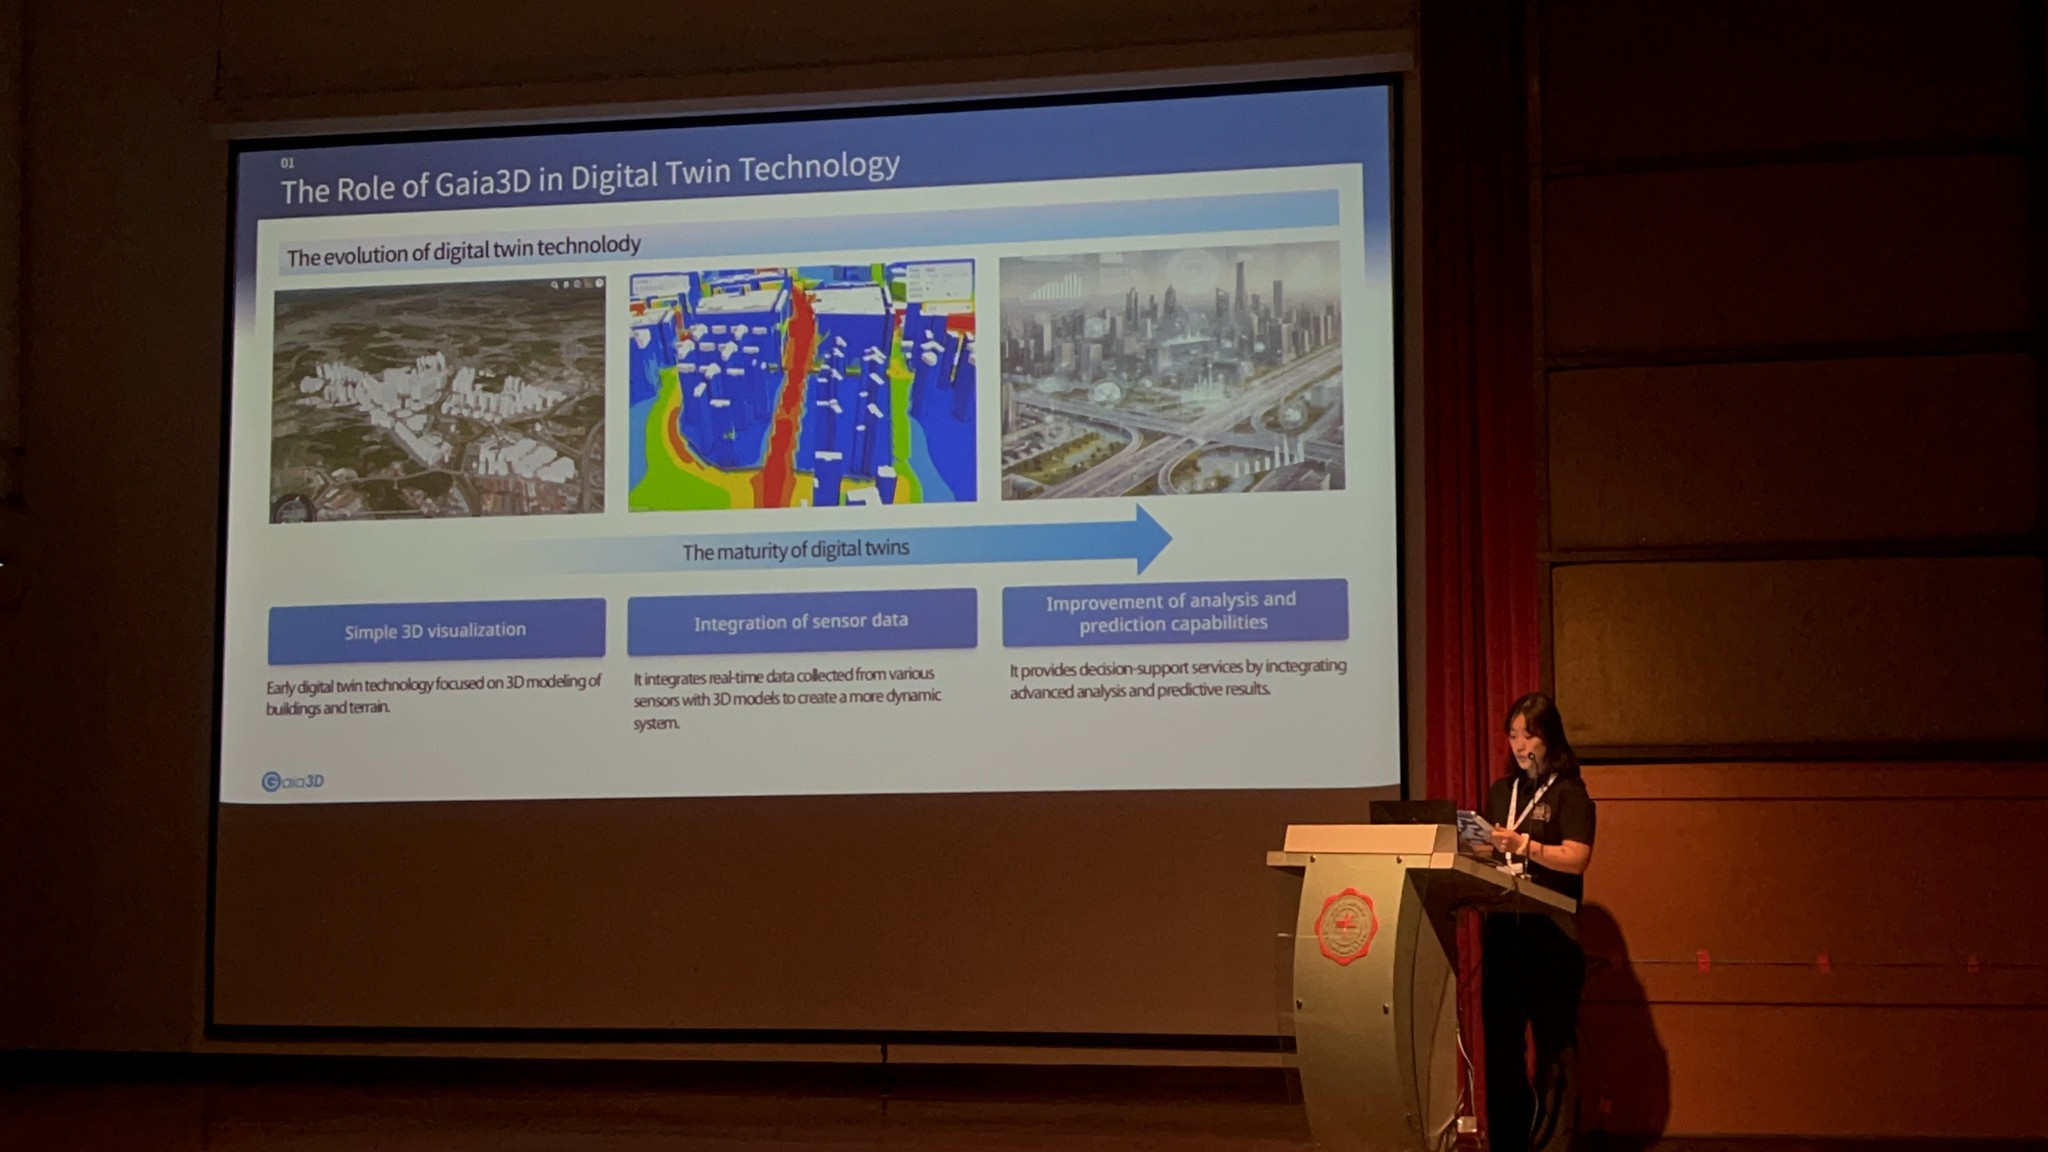 01
The Role of Gaia3D in Digital Twin Technology
The evolution of digital twin technolody
The maturity of digital twins
Simple 3D visualization
Early digital twin technology focused on 3D modeling of
buildings and terrain.
Integration of sensor data
It integrates real-time data collected from various
sensors with 3D models to create a more dynamic
system.
Improvement of analysis and
prediction capabilities
It provides decision-support services by inctegrating
advanced analysis and predictive results.
Gaia3D